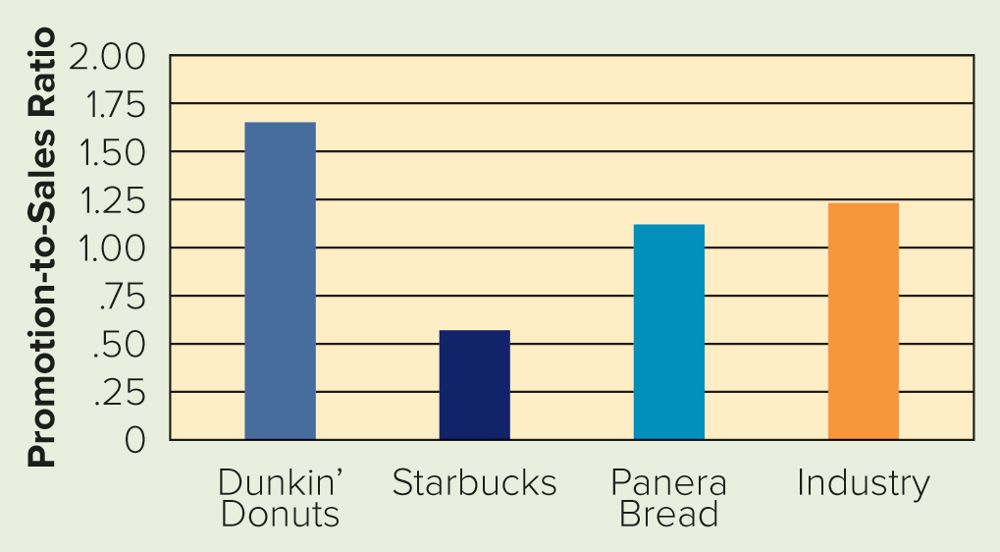 Promotion-to-Sales Ratio
2.00
1.75
1.50
1.25
1.00
.75
.50
.25
0
Dunkin’
Donuts
Starbucks
Panera
Bread
Industry